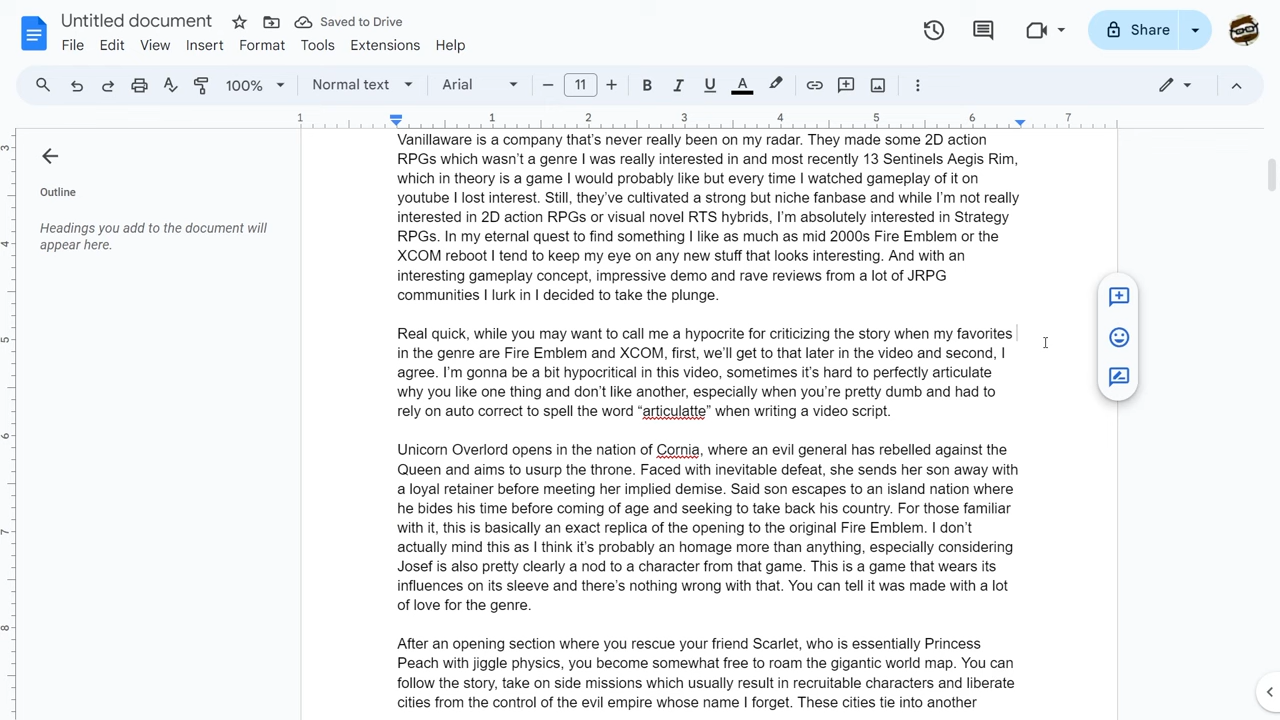 Untitled document
Saved to Drive
Share
File Edit View Insert Format Tools Extensions Help
100% Normal text Arial 11 B I U A
1 1 2 3 4 5 6 7
3
4
5
6
7
8
Outline
Headings you add to the document will
appear here.
Vanillaware is a company that's never really been on my radar. They made some 2D action
RPGs which wasn't a genre I was really interested in and most recently 13 Sentinels Aegis Rim,
which in theory is a game I would probably like but every time I watched gameplay of it on
youtube I lost interest. Still, they've cultivated a strong but niche fanbase and while I'm not really
interested in 2D action RPGs or visual novel RTS hybrids, I'm absolutely interested in Strategy
RPGs. In my eternal quest to find something I like as much as mid 2000s Fire Emblem or the
XCOM reboot I tend to keep my eye on any new stuff that looks interesting. And with an
interesting gameplay concept, impressive demo and rave reviews from a lot of JRPG
communities I lurk in I decided to take the plunge.
Real quick, while you may want to call me a hypocrite for criticizing the story when my favorites
in the genre are Fire Emblem and XCOM, first, we'll get to that later in the video and second, I
agree. I'm gonna be a bit hypocritical in this video, sometimes it's hard to perfectly articulate
why you like one thing and don't like another, especially when you're pretty dumb and had to
rely on auto correct to spell the word “articulatte” when writing a video script.
Unicorn Overlord opens in the nation of Cornia, where an evil general has rebelled against the
Queen and aims to usurp the throne. Faced with inevitable defeat, she sends her son away with
a loyal retainer before meeting her implied demise. Said son escapes to an island nation where
he bides his time before coming of age and seeking to take back his country. For those familiar
with it, this is basically an exact replica of the opening to the original Fire Emblem. I don't
actually mind this as I think it's probably an homage more than anything, especially considering
Josef is also pretty clearly a nod to a character from that game. This is a game that wears its
influences on its sleeve and there's nothing wrong with that. You can tell it was made with a lot
of love for the genre.
After an opening section where you rescue your friend Scarlet, who is essentially Princess
Peach with jiggle physics, you become somewhat free to roam the gigantic world map. You can
follow the story, take on side missions which usually result in recruitable characters and liberate
cities from the control of the evil empire whose name I forget. These cities tie into another